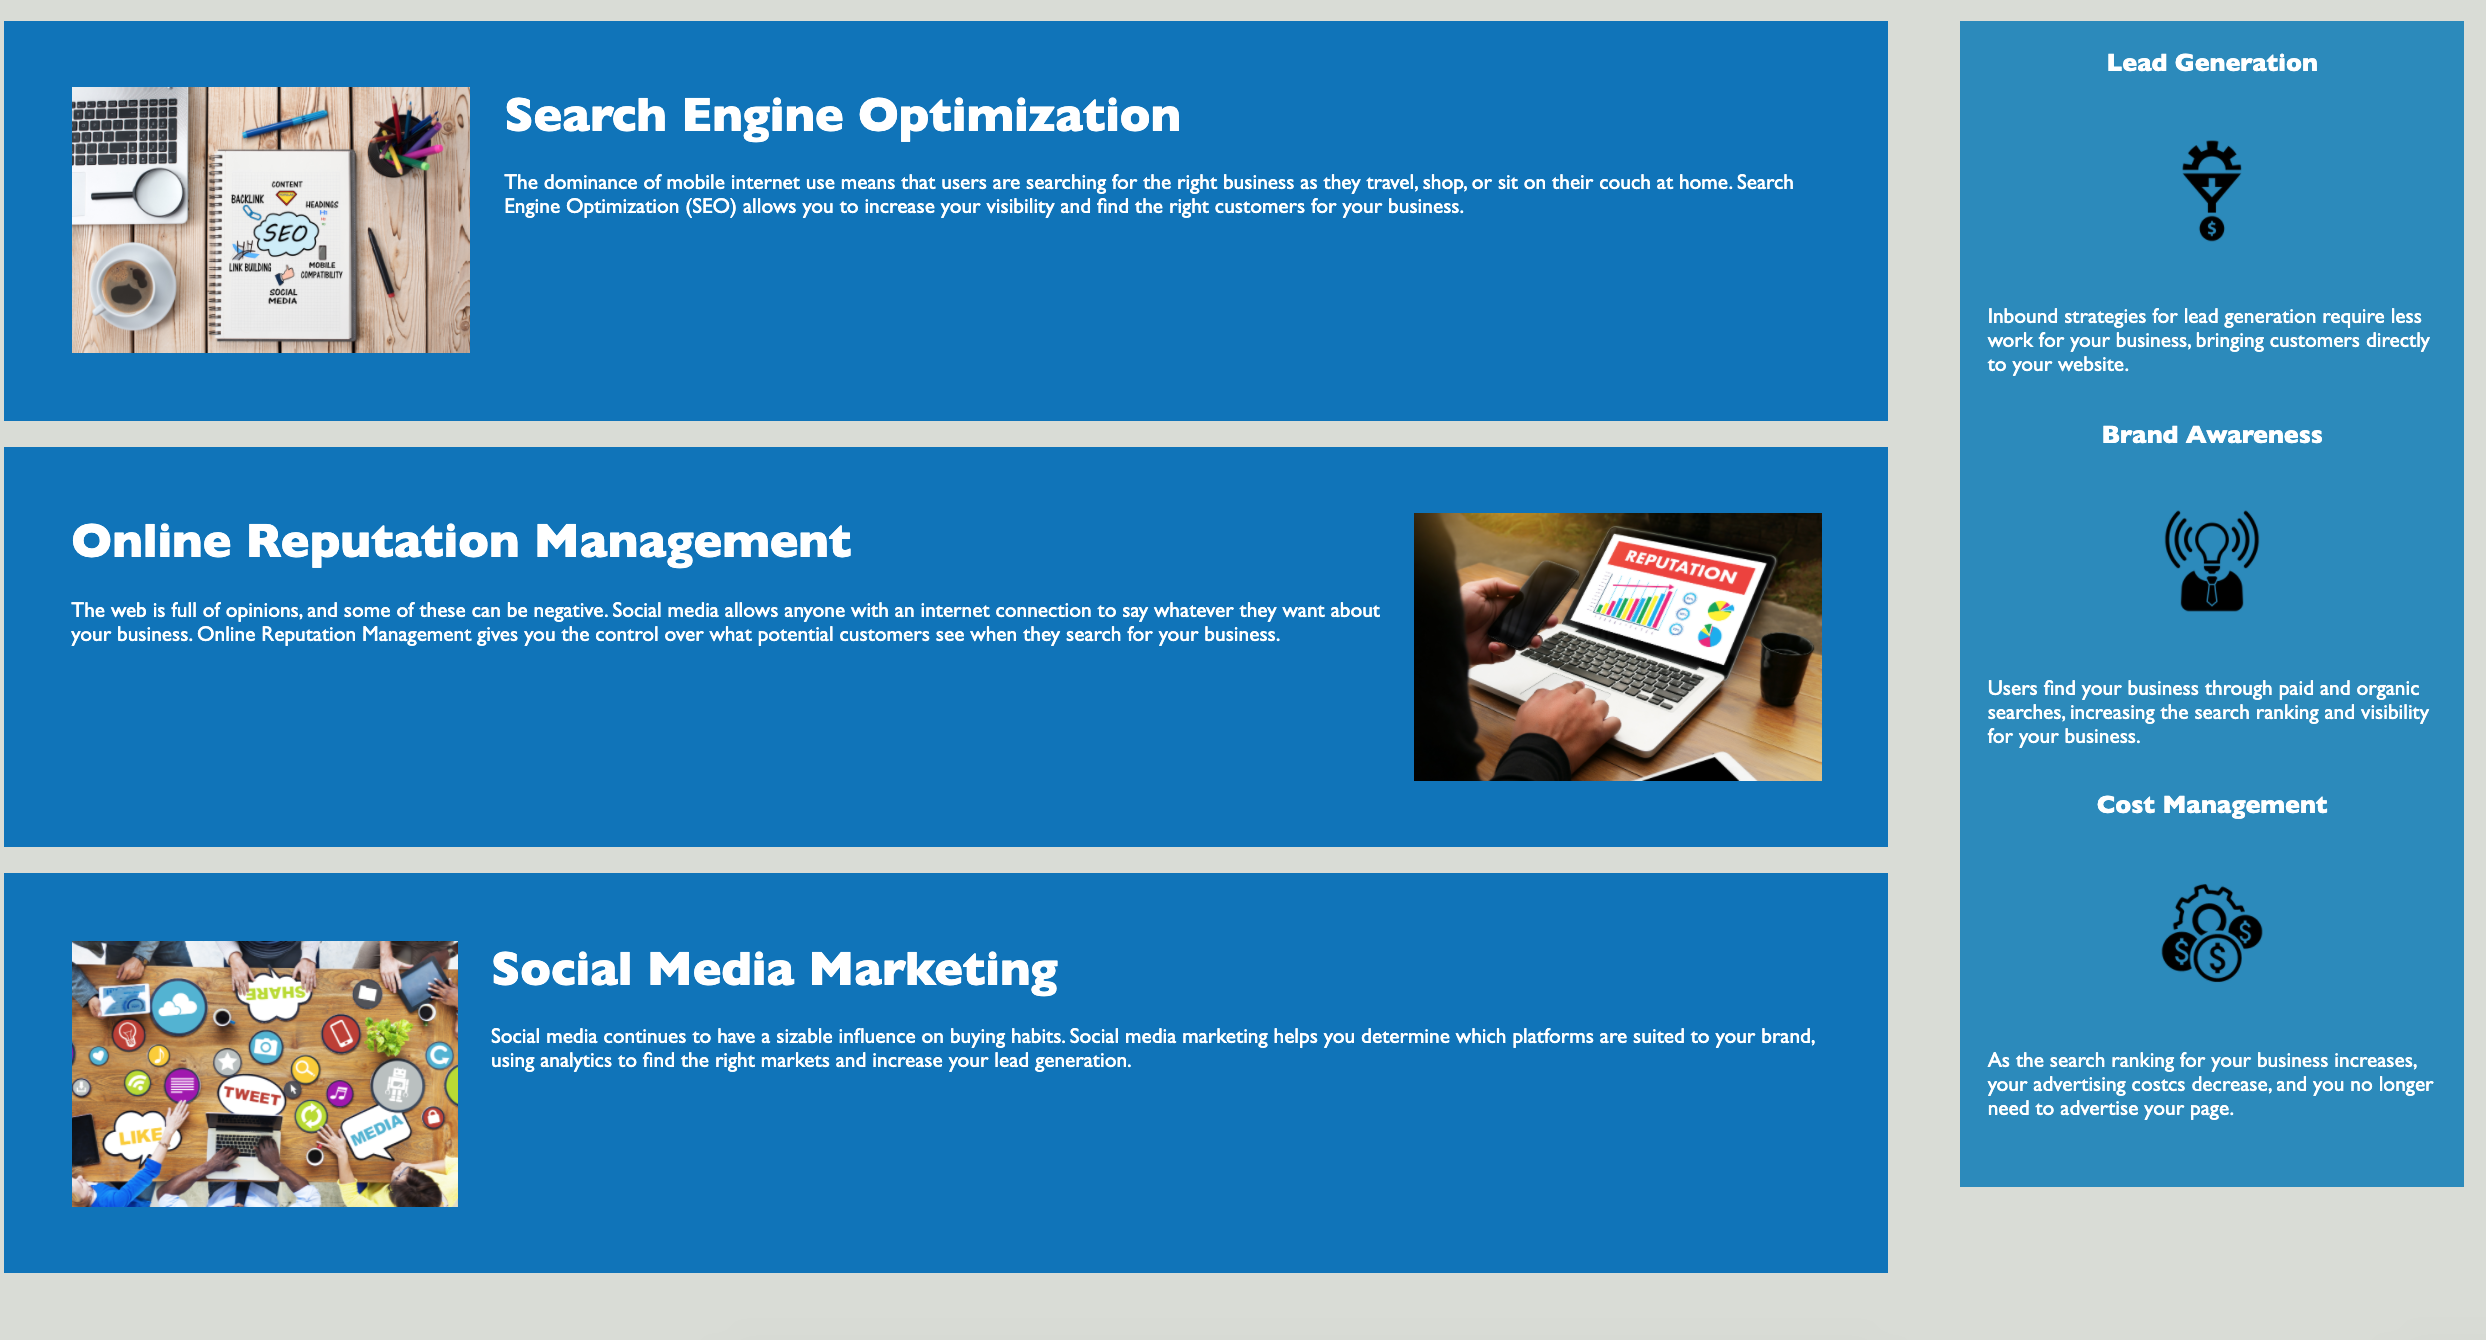 CONTENT
BACKLINK
HEADINGS
SEO
LINK BUILDING
MOBILE
COMPATIBILITY
SOCIAL
MEDIA
Search Engine Optimization
The dominance of mobile internet use means that users are searching for the right business as they travel, shop, or sit on their couch at home. Search
Engine Optimization (SEO) allows you to increase your visibility and find the right customers for your business.
Online Reputation Management
The web is full of opinions, and some of these can be negative. Social media allows anyone with an internet connection to say whatever they want about
your business. Online Reputation Management gives you the control over what potential customers see when they search for your business.
REPUTATION
SHARE
TWEET
LIKE
MEDIA
Social Media Marketing
Social media continues to have a sizable influence on buying habits. Social media marketing helps you determine which platforms are suited to your brand,
using analytics to find the right markets and increase your lead generation.
Lead Generation
$
Inbound strategies for lead generation require less
work for your business, bringing customers directly
to your website.
Brand Awareness
Users find your business through paid and organic
searches, increasing the search ranking and visibility
for your business.
Cost Management
$ $ $
As the search ranking for your business increases,
your advertising costcs decrease, and you no longer
need to advertise your page.